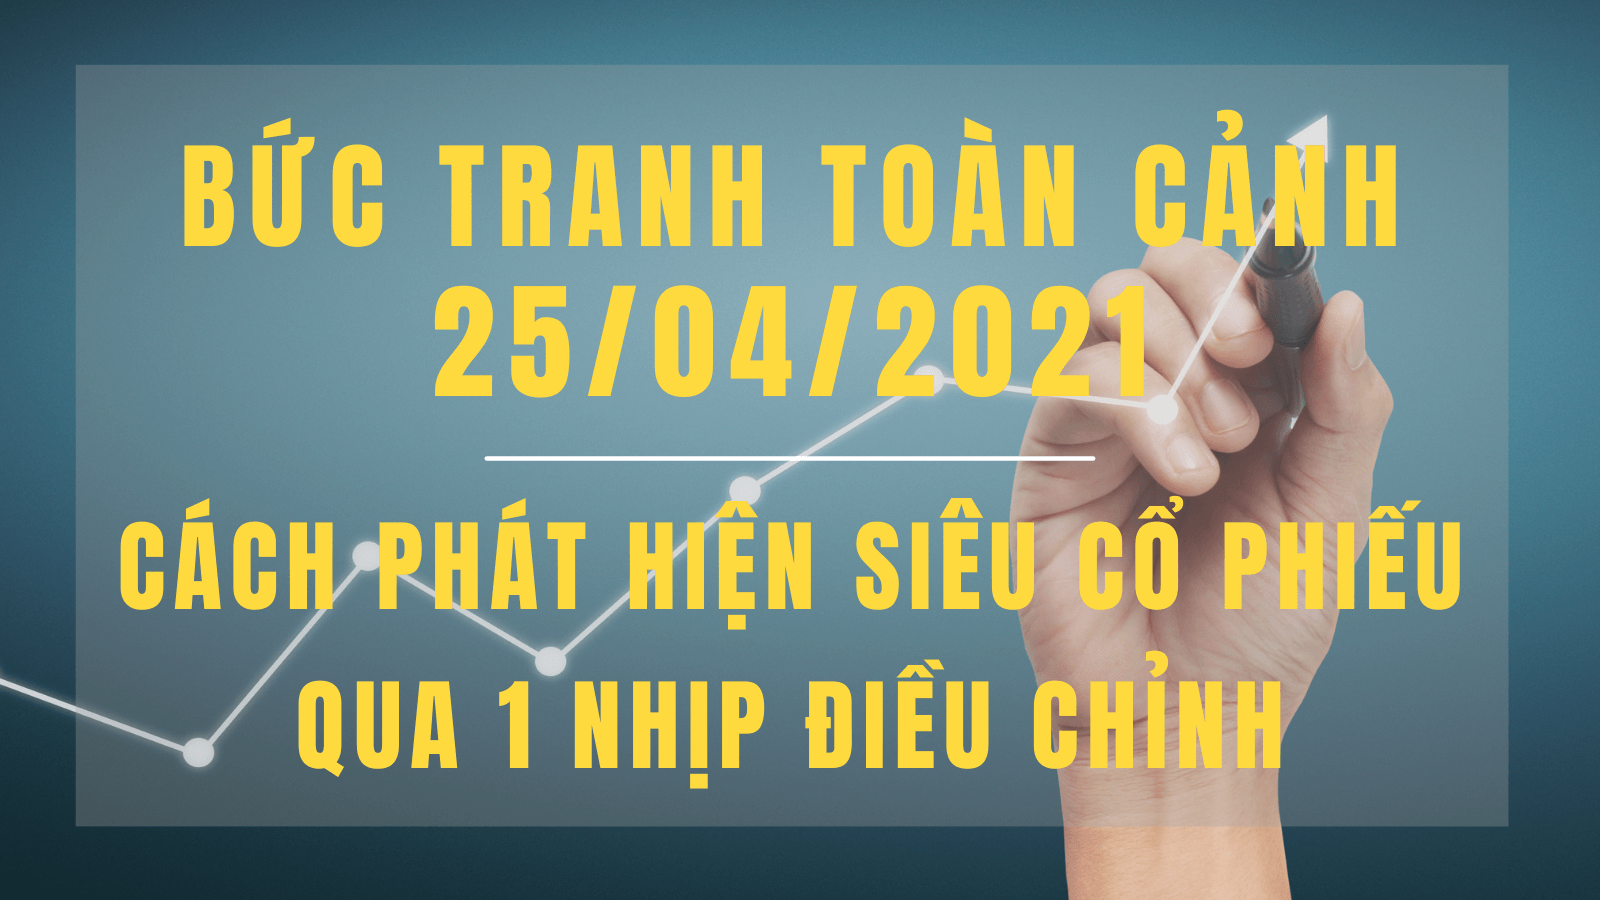 BỨC TRANH TOÀN CẢNH
25/04/2021
CÁCH PHÁT HIỆN SIÊU CỔ PHIẾU
QUA 1 NHỊP ĐIỀU CHỈNH